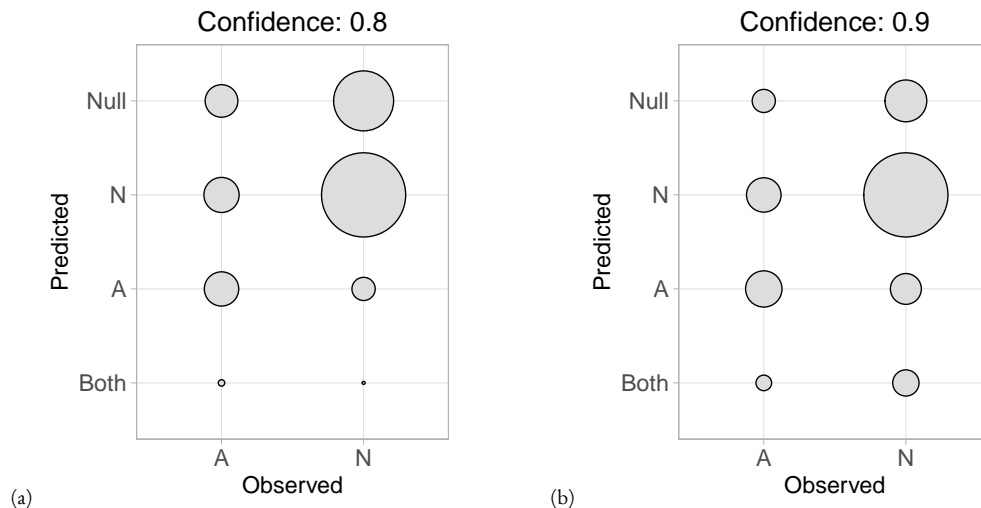 Confidence: 0.8
Predicted
Null
N
A
Both
A N
Observed
(a)
Confidence: 0.9
Predicted
Null
N
A
Both
A N
Observed
(b)